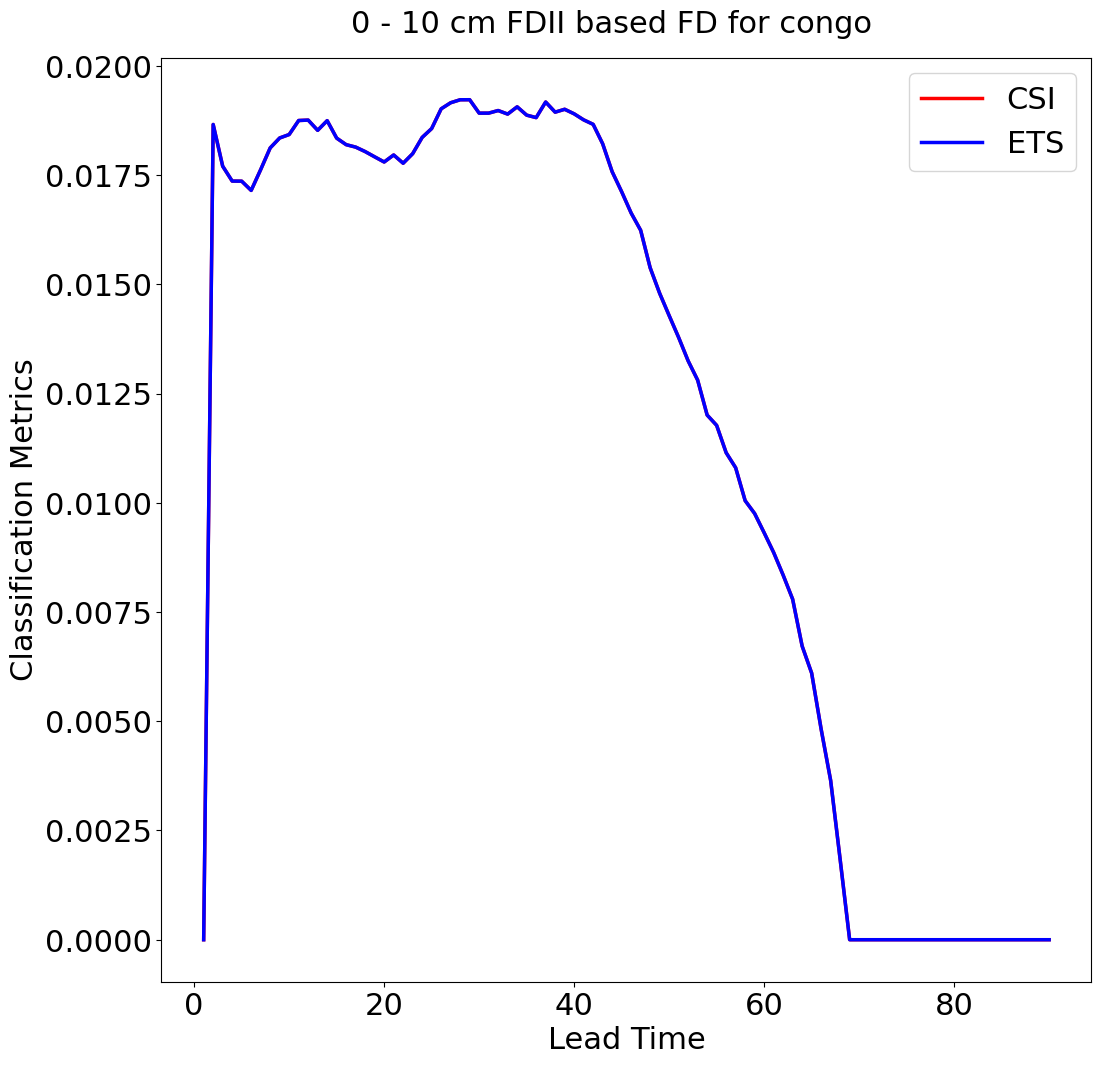 0 - 10 cm FDII based FD for congo
CSI
ETS
Classification Metrics
0.0200
0.0175
0.0150
0.0125
0.0100
0.0075
0.0050
0.0025
0.0000
0 20 40 60 80
Lead Time